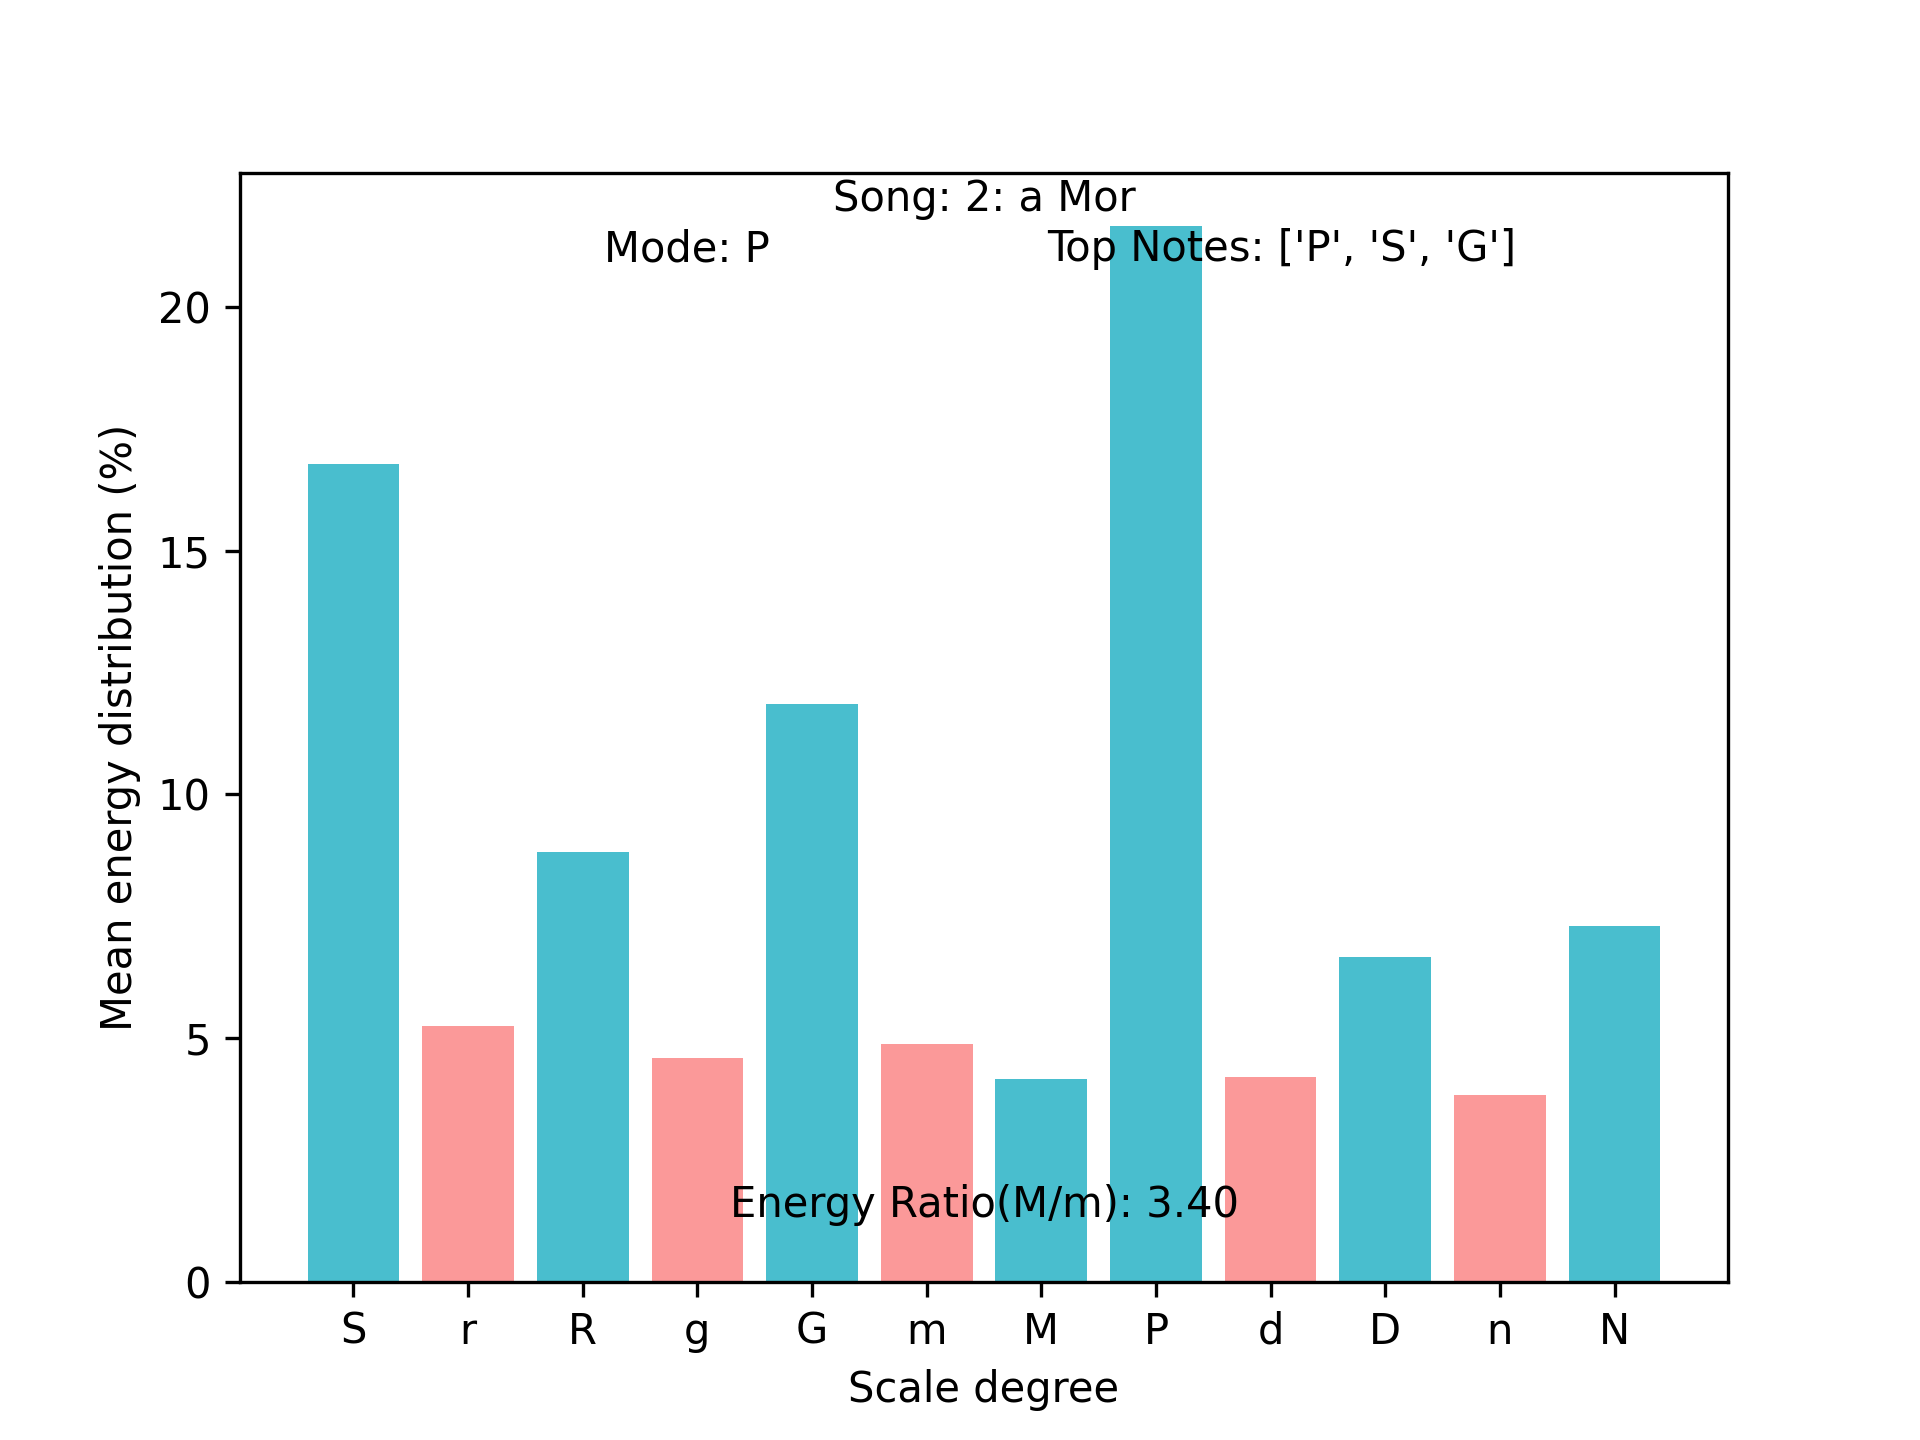 Song: 2: a Mor
Mode: P
Top Notes: ['P', 'S', 'G']
20
15
10
5
0
Mean energy distribution (%)
Energy Ratio(M/m): 3.40
S r R g G m M P d D n N
Scale degree